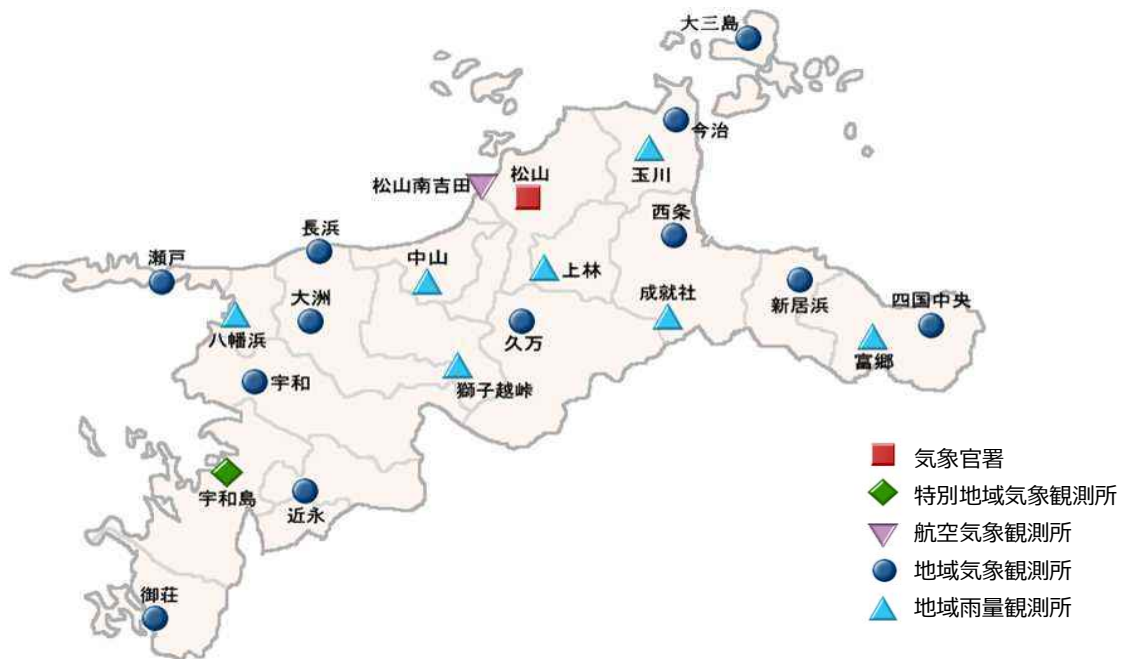 大三島
今治
玉川
松山南吉田
松山
西条
長浜
瀬戸
中山
上林
大洲
成就社
新居浜
四国中央
八幡浜
久万
富郷
宇和
獅子越峠
宇和島
近永
御荘
気象官署
特別地域気象観測所
航空気象観測所
地域気象観測所
地域雨量観測所